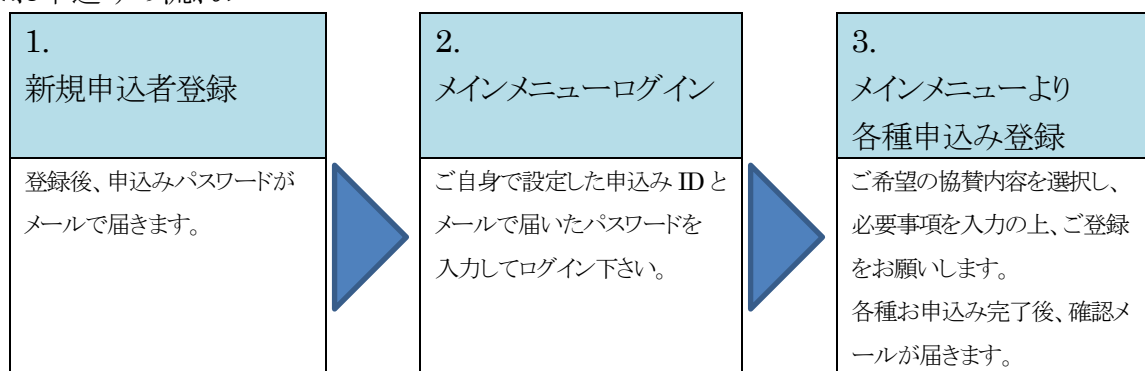 1.
新規申込者登録
登録後、申込みパスワードが
メールで届きます。
2.
メインメニューログイン
ご自身で設定した申込み ID と
メールで届いたパスワードを
入力してログイン下さい。
3.
メインメニューより
各種申込み登録
ご希望の協賛内容を選択し、
必要事項を入力の上、ご登録
をお願いします。
各種お申込み完了後、確認メ
ールが届きます。